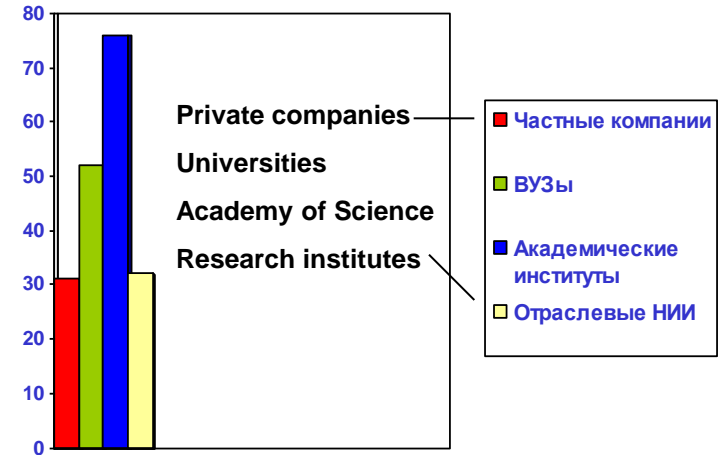 80
70
60
50
40
30
20
10
0
Private companies
Universities
Academy of Science
Research institutes
Частные компании
ВУЗы
Академические
институты
Отраслевые НИИ